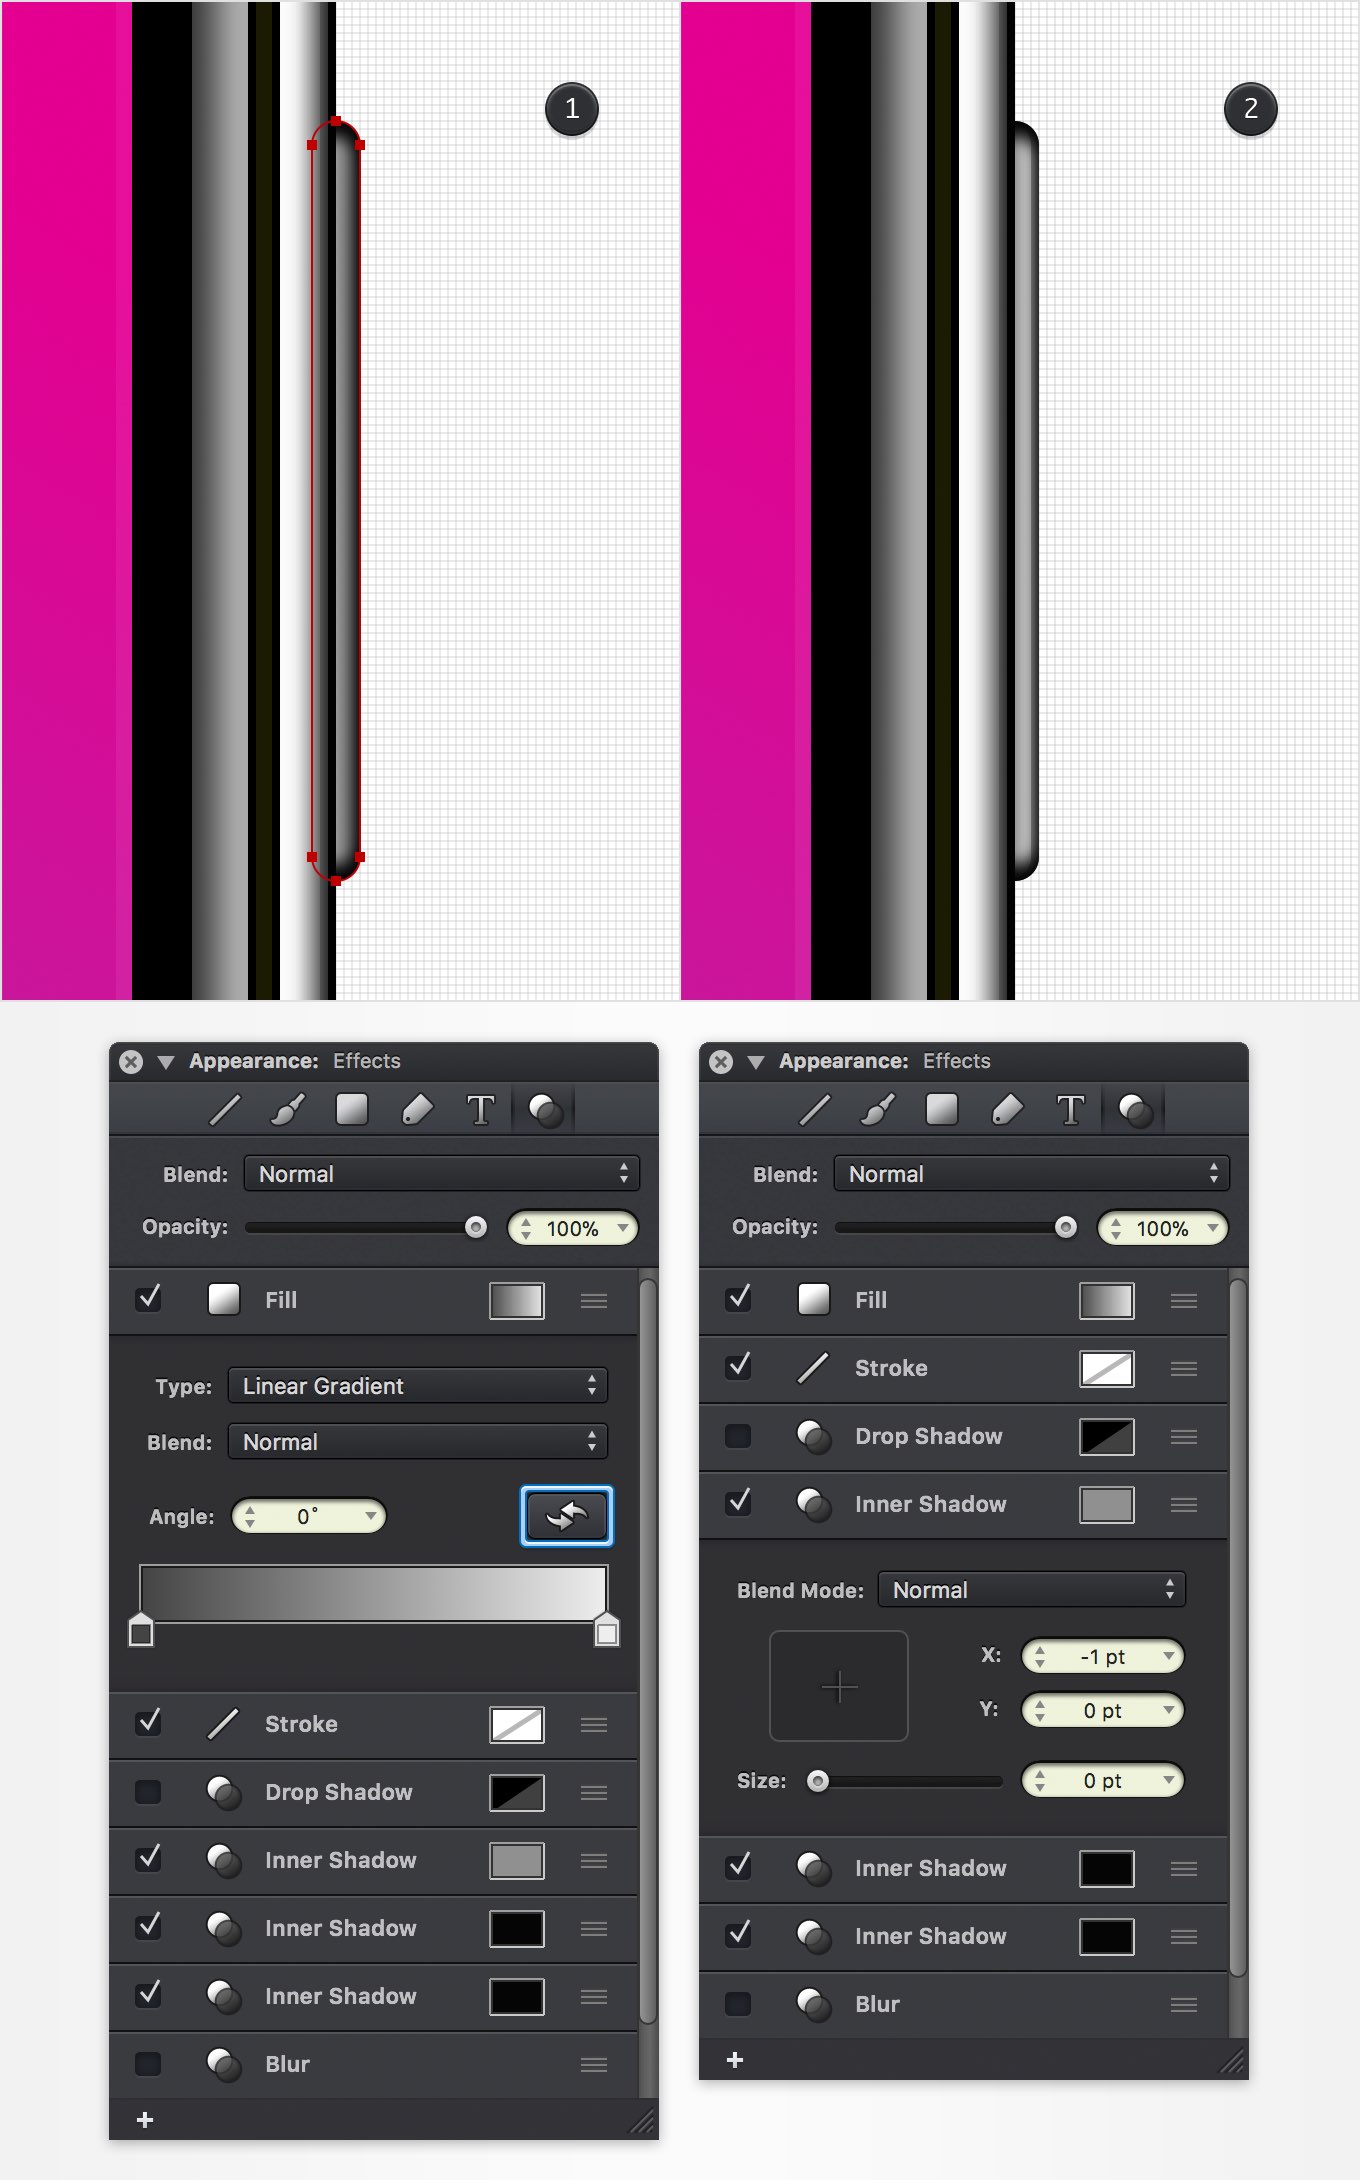 1
2
Appearance: Effects
T
Blend: Normal
Opacity: 100%
Fill
Type: Linear Gradient
Blend: Normal
Angle: 0°
Stroke
Drop Shadow
Inner Shadow
Inner Shadow
Inner Shadow
Blur
+
Appearance: Effects
T
Blend: Normal
Opacity: 100%
Fill
Stroke
Drop Shadow
Inner Shadow
Blend Mode: Normal
X: -1 pt
Y: 0 pt
Size: 0 pt
Inner Shadow
Inner Shadow
Blur
+